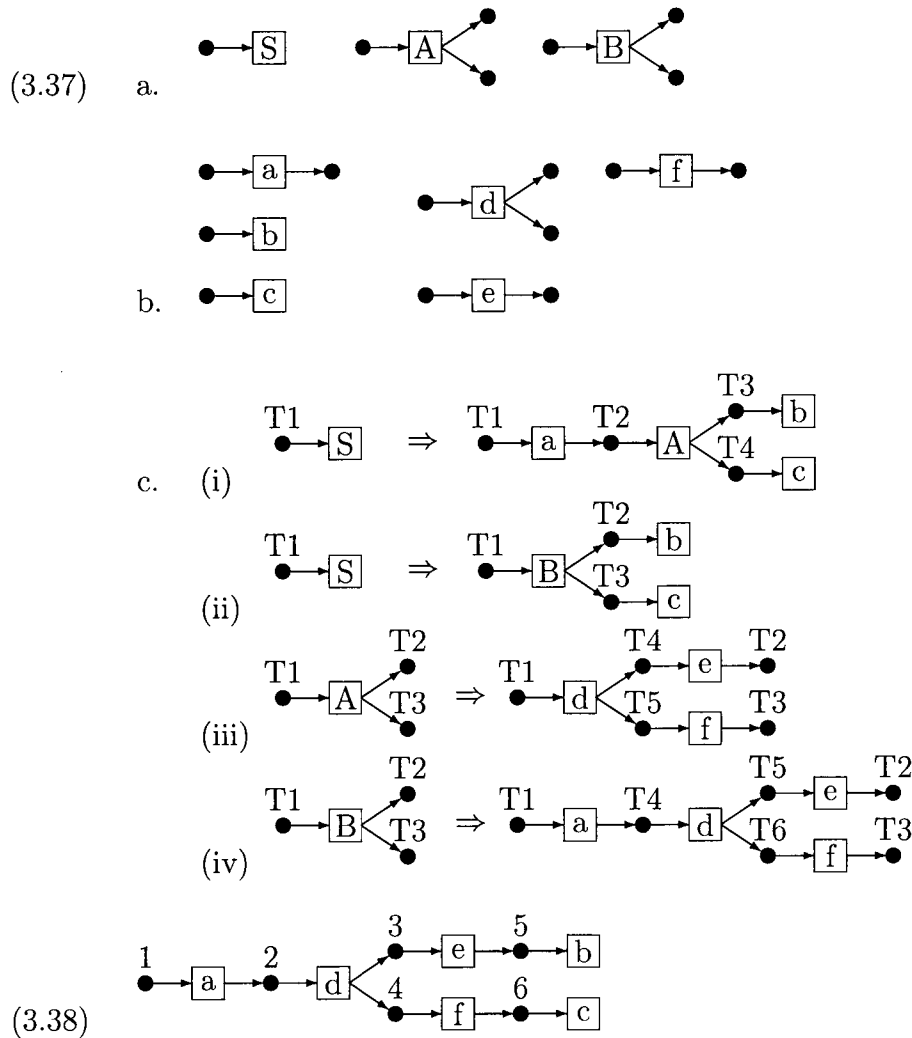 S A B
(3.37) a.
a f
d
b
b. c e
T3
T1 T1 T2 b
S ⇒ a A
T4
c. (i) c
T2
T1 T1 b
S ⇒ B
T3
(ii) c
T2 T4 T2
T1 T1 e
A ⇒ d
T3 T5 T3
(iii) f
T2 T5 T2
T1 T1 T4 e
B ⇒ a d
T3 T6 T3
(iv) f
3 5
1 2 e b
a d
4 6
(3.38) f c